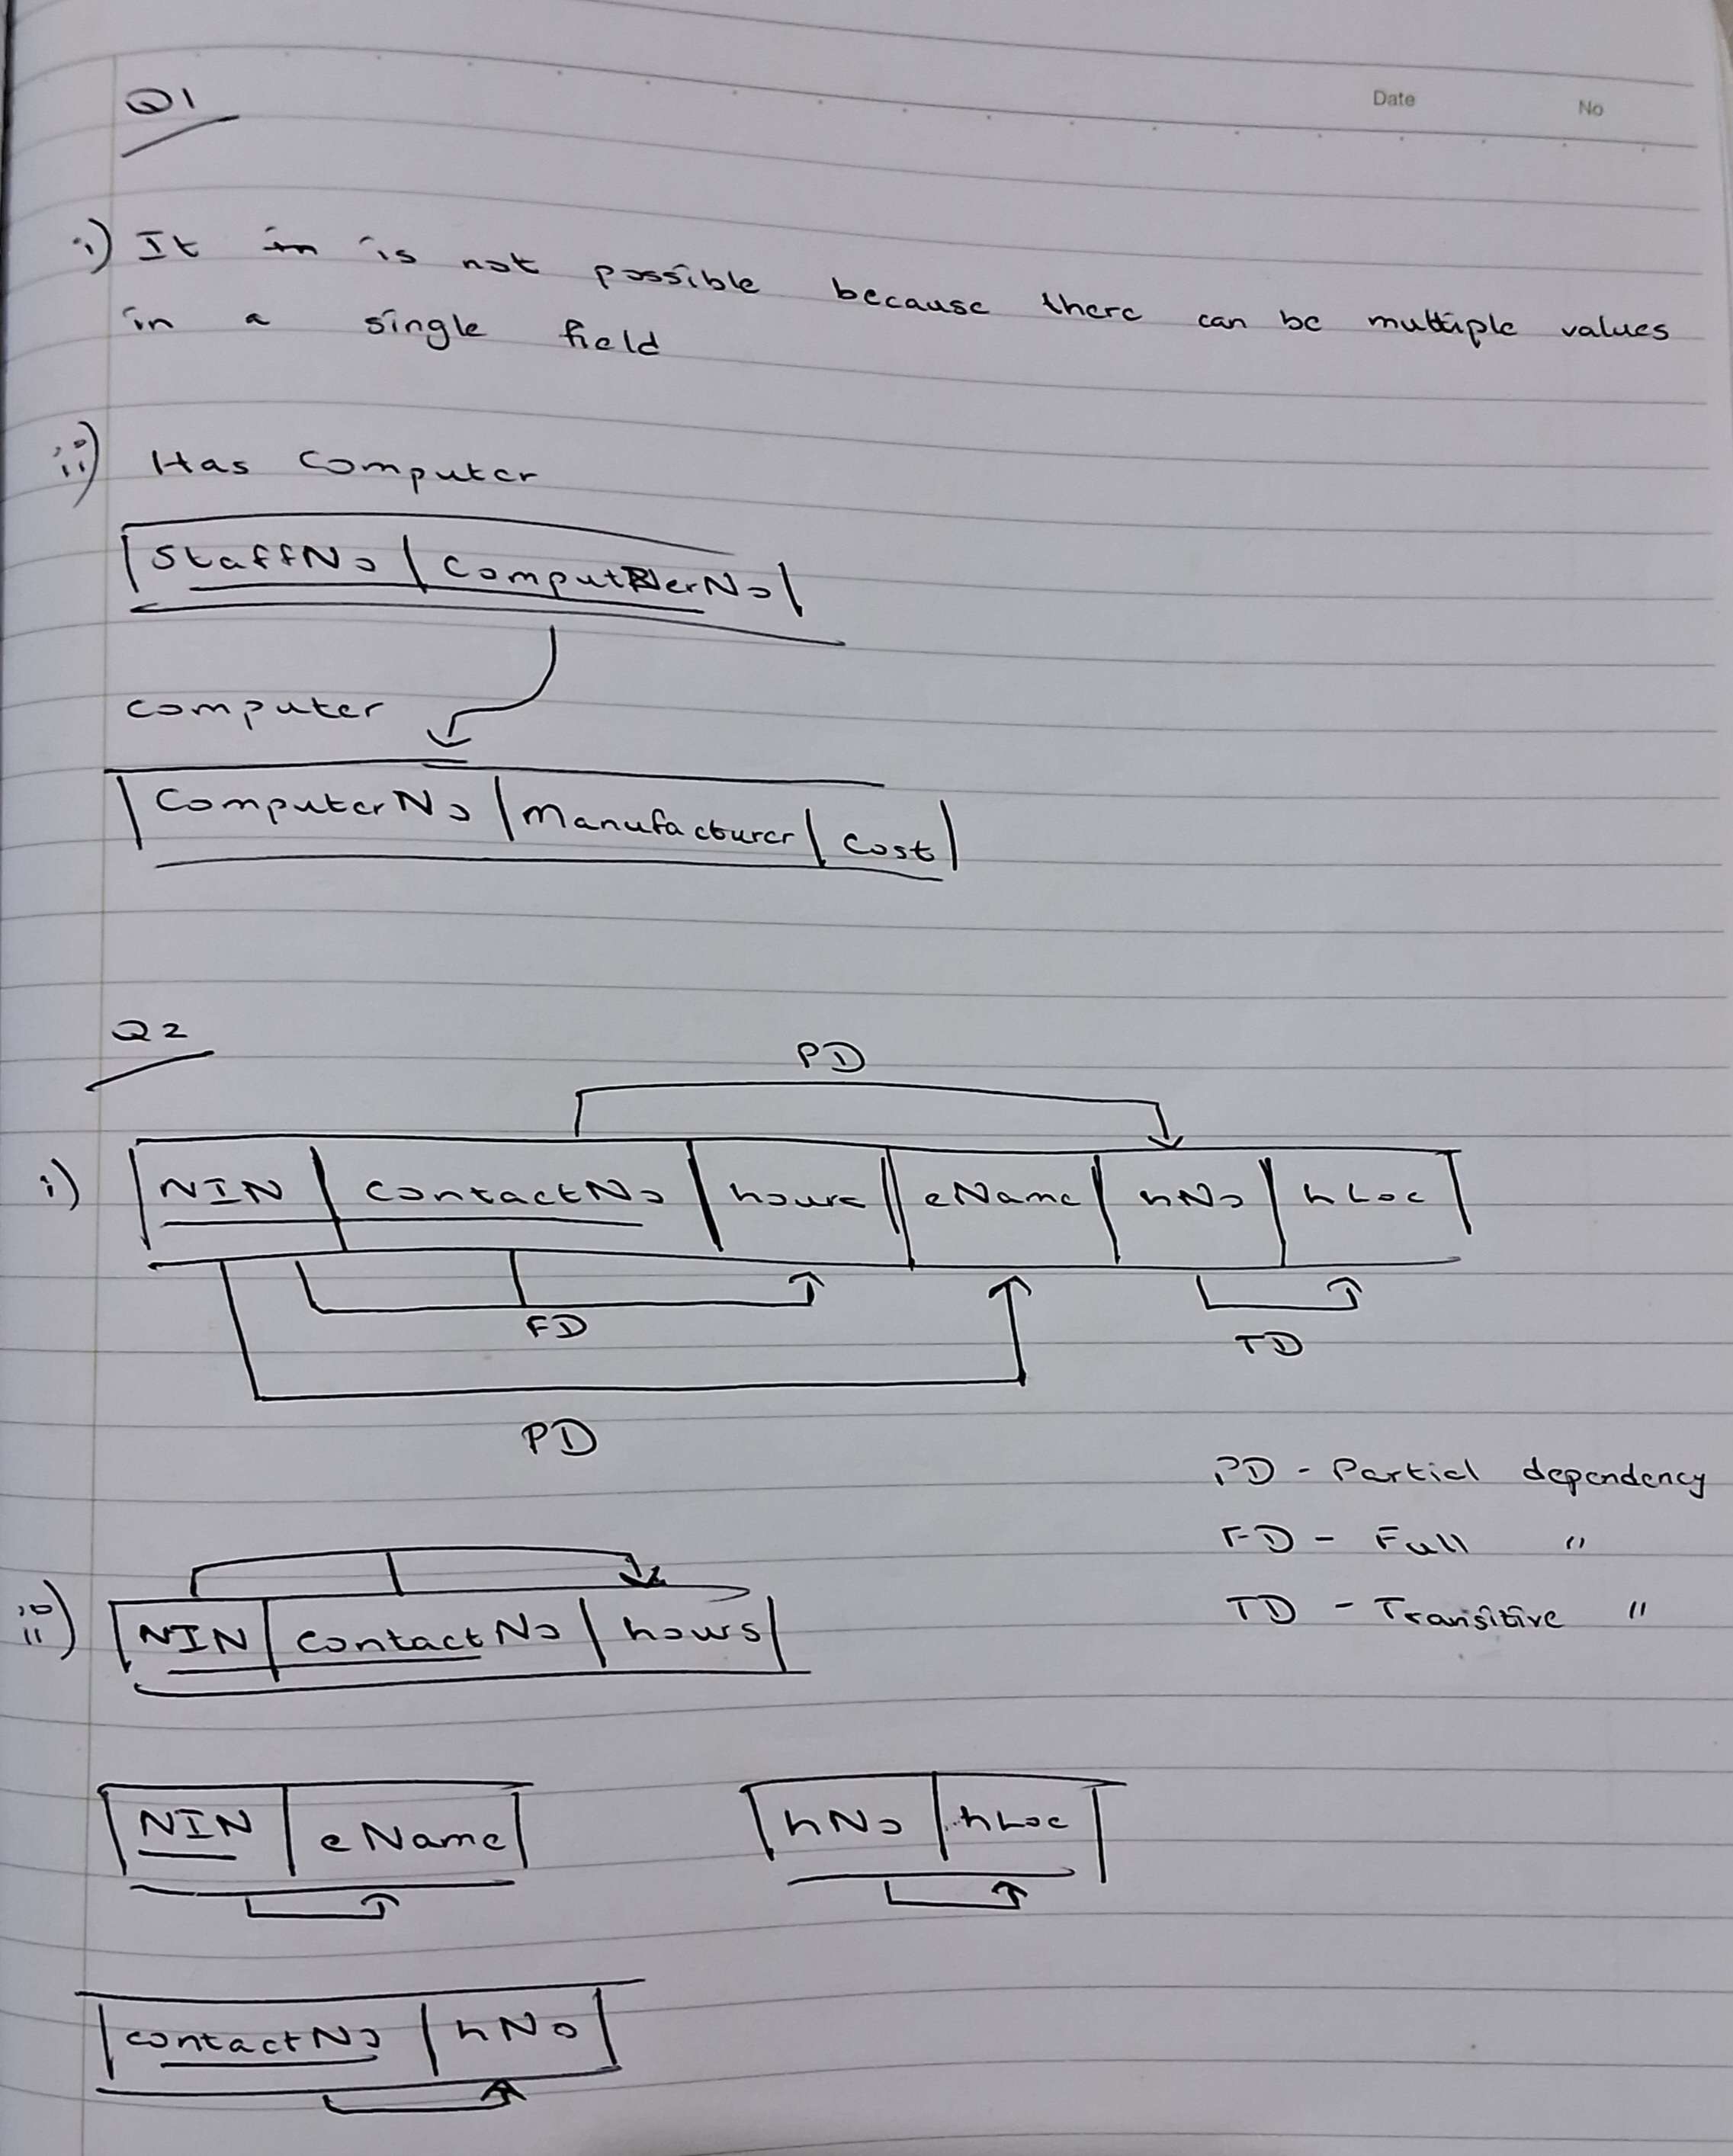 Date No
Q1
i) It in is not possible because there can be multiple values
in a single field
ii) Has Computer
StaffNo | ComputerNo
computer
ComputerNo | Manufacturer | Cost
Q2
PD
i) NIN | contactNo | hours | eName | hNo | hLoc
FD
TD
PD
PD - Partial dependency
FD - Full "
TD - Transitive "
ii) NIN | contactNo | hours
NIN | eName hNo | hLoc
contactNo | hNo